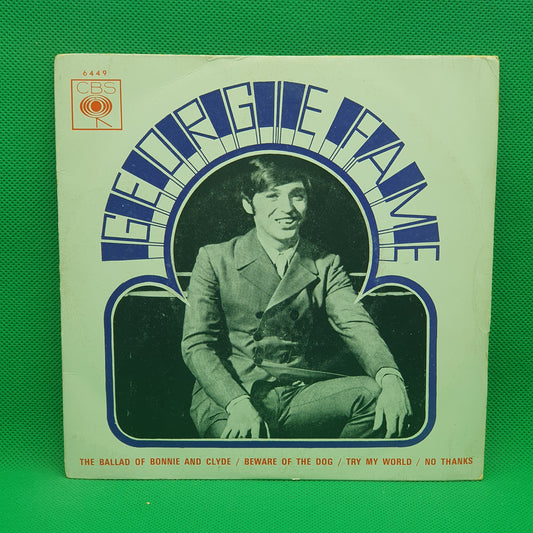 6449
CBS
GEORGIE FAME
THE BALLAD OF BONNIE AND CLYDE / BEWARE OF THE DOG / TRY MY WORLD / NO THANKS